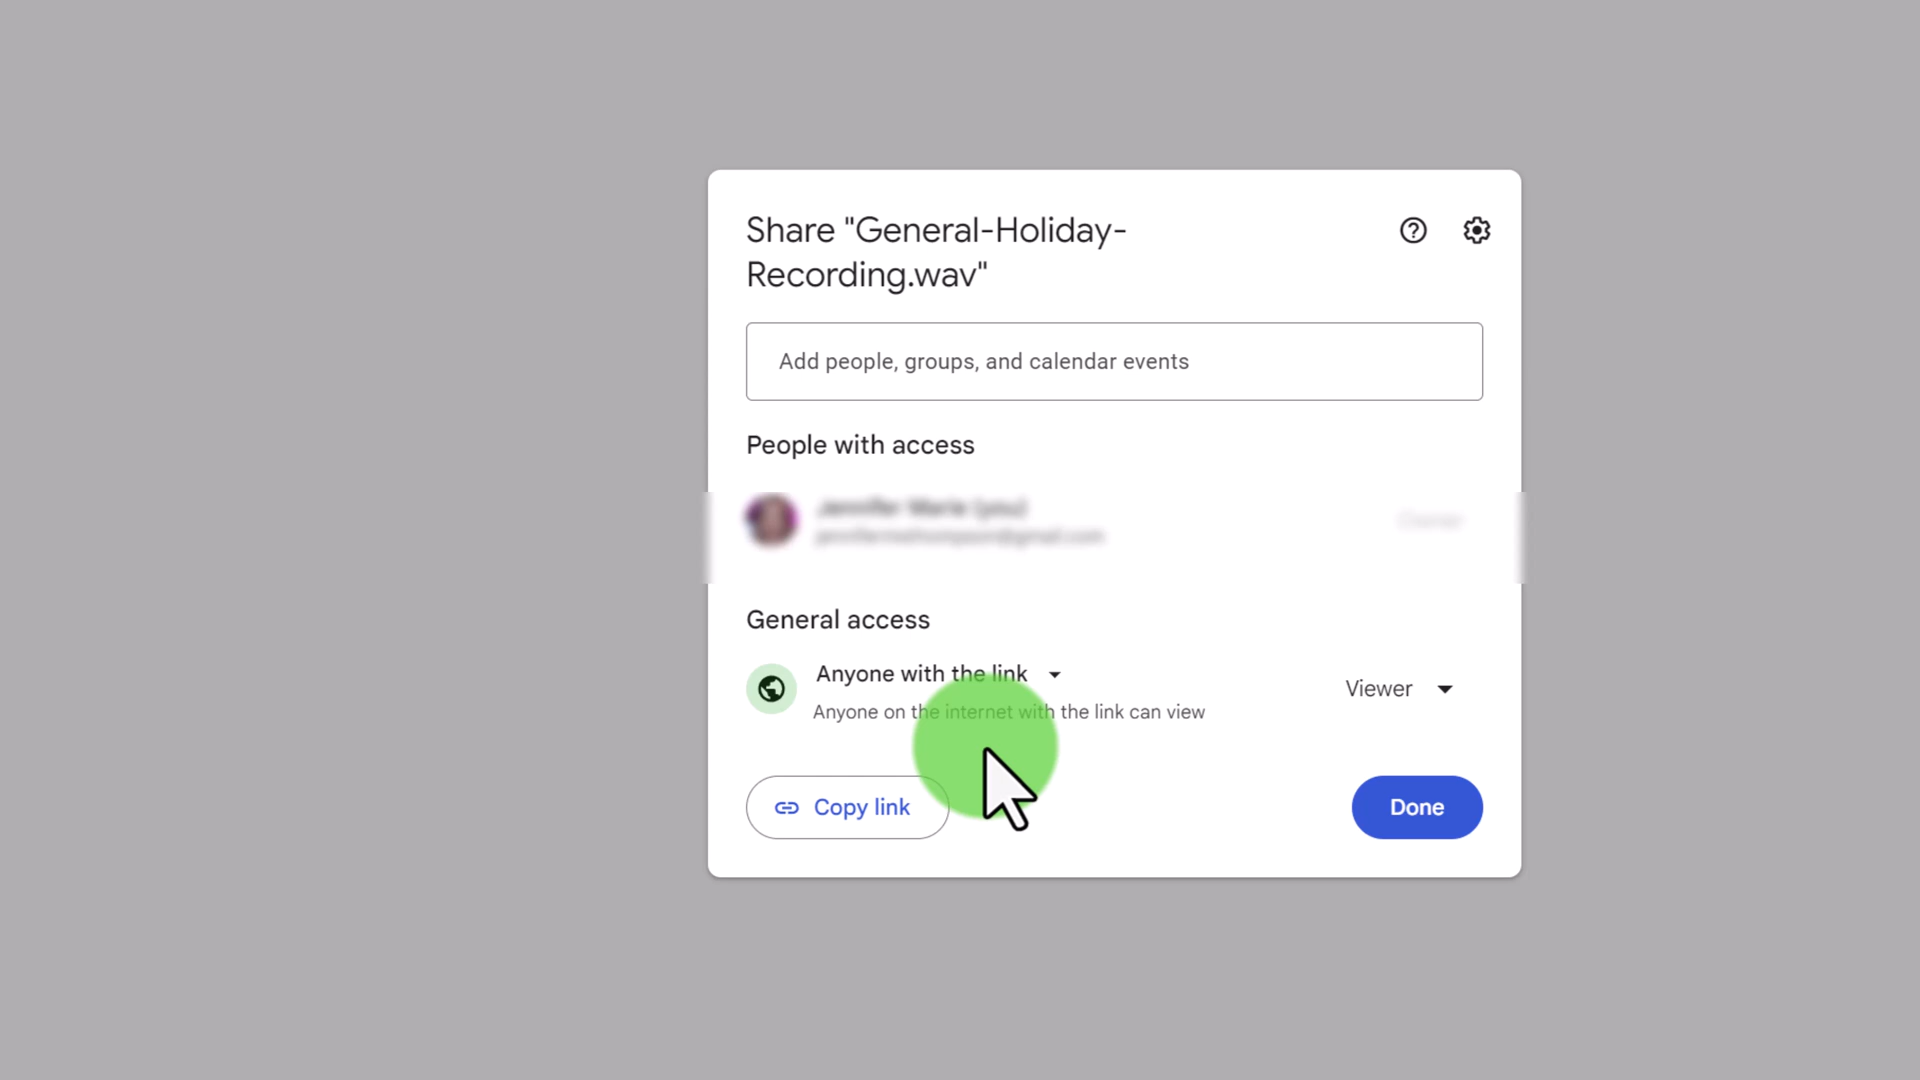 Share "General-Holiday-
Recording.wav"
Add people, groups, and calendar events
People with access
General access
Anyone with the link
Anyone on the internet with the link can view
Viewer
Copy link
Done